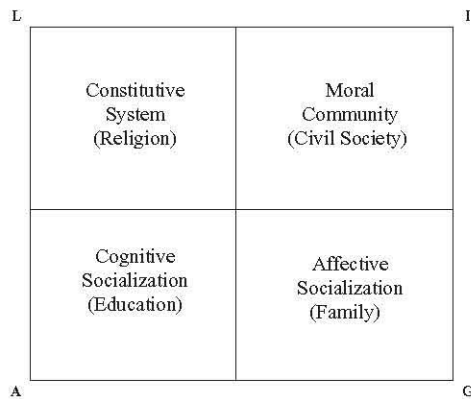 L I
Constitutive
System
(Religion)
Moral
Community
(Civil Society)
Cognitive
Socialization
(Education)
Affective
Socialization
(Family)
A G